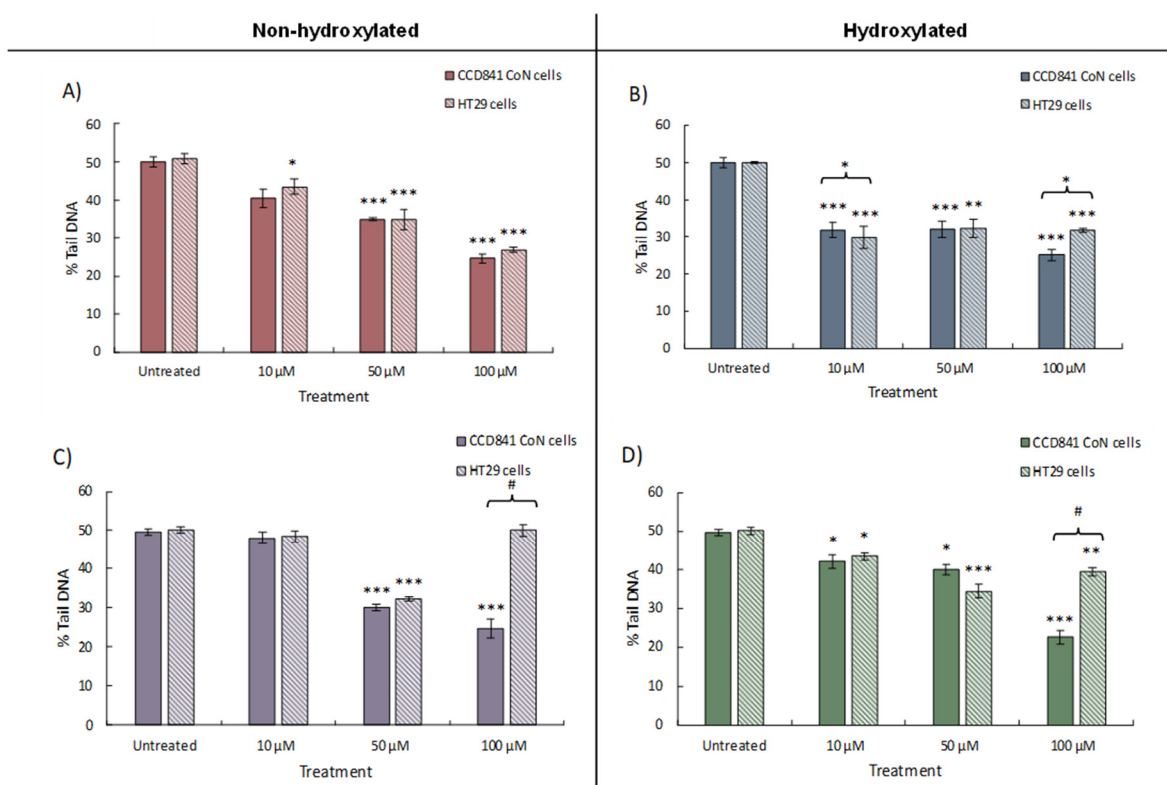 Non-hydroxylated
Hydroxylated
A)
CCD841 CoN cells
HT29 cells
% Tail DNA
60
50
40
30
20
10
0
*
*** ***
*** ***
Untreated 10 µM 50 µM 100 µM
Treatment
B)
CCD841 CoN cells
HT29 cells
% Tail DNA
60
50
40
30
20
10
0
*
*** ***
*** **
*
*** ***
Untreated 10 µM 50 µM 100 µM
Treatment
C)
CCD841 CoN cells
HT29 cells
% Tail DNA
60
50
40
30
20
10
0
*** ***
#
***
Untreated 10 µM 50 µM 100 µM
Treatment
D)
CCD841 CoN cells
HT29 cells
% Tail DNA
60
50
40
30
20
10
0
* *
* ***
#
*** **
Untreated 10 µM 50 µM 100 µM
Treatment